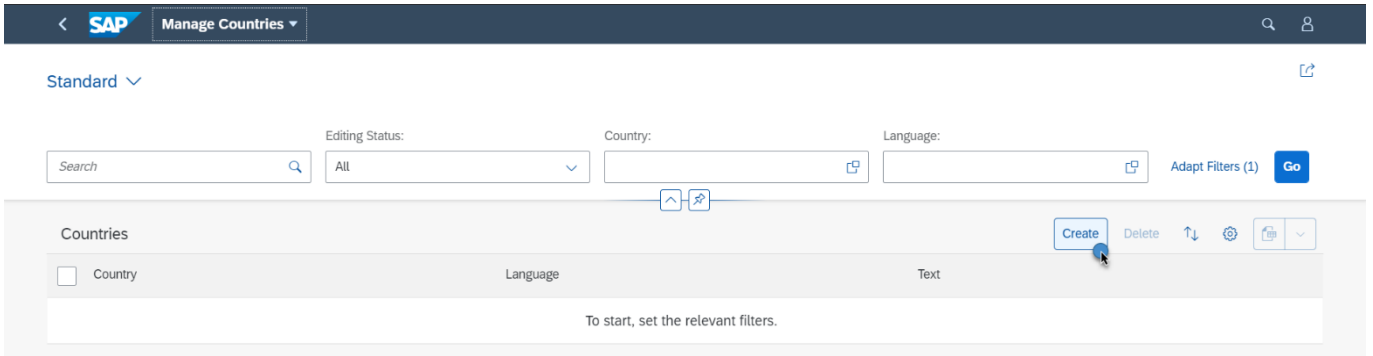 SAP Manage Countries
Standard
Editing Status: Country: Language:
Search All Adapt Filters (1) Go
Countries Create Delete
Country Language Text
To start, set the relevant filters.